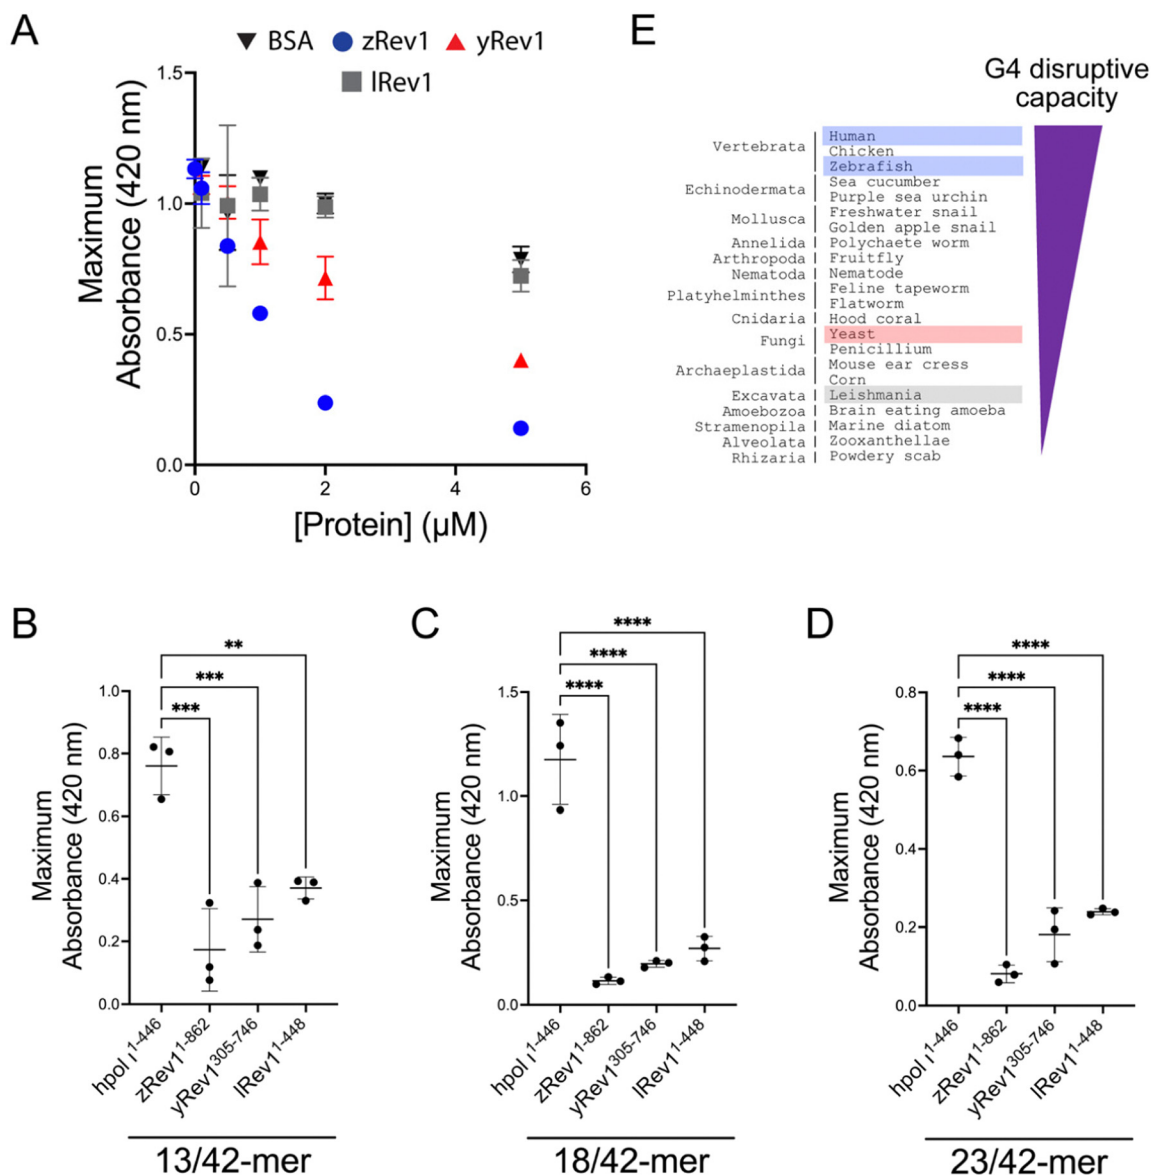 A
BSA
zRev1
yRev1
lRev1
Maximum
Absorbance (420 nm)
1.5
1.0
0.5
0.0
0
2
4
6
[Protein] (µM)
E
G4 disruptive
capacity
Vertebrata
Human
Chicken
Zebrafish
Echinodermata
Sea cucumber
Purple sea urchin
Mollusca
Freshwater snail
Golden apple snail
Annelida
Polychaete worm
Arthropoda
Fruitfly
Nematoda
Nematode
Platyhelminthes
Feline tapeworm
Flatworm
Cnidaria
Hood coral
Fungi
Yeast
Penicillium
Archaeplastida
Mouse ear cress
Corn
Excavata
Leishmania
Amoebozoa
Brain eating amoeba
Stramenopila
Marine diatom
Alveolata
Zooxanthellae
Rhizaria
Powdery scab
B
**
***
***
Maximum
Absorbance (420 nm)
1.0
0.8
0.6
0.4
0.2
0.0
hpol ι1-446
zRev11-862
yRev1305-746
lRev11-448
13/42-mer
C
****
****
****
Maximum
Absorbance (420 nm)
1.5
1.0
0.5
0.0
hpol ι1-446
zRev11-862
yRev1305-746
lRev11-448
18/42-mer
D
****
****
****
Maximum
Absorbance (420 nm)
0.8
0.6
0.4
0.2
0.0
hpol ι1-446
zRev11-862
yRev1305-746
lRev11-448
23/42-mer